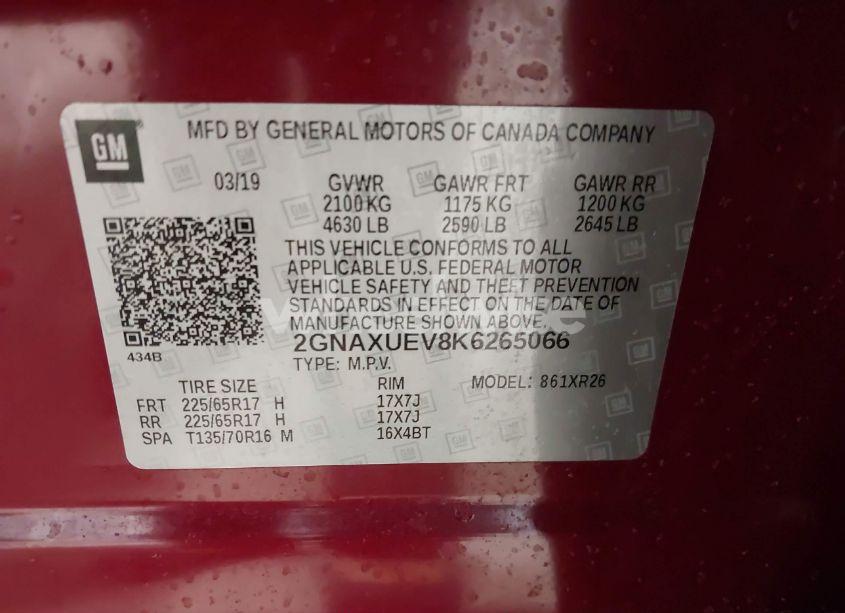 GM
MFD BY GENERAL MOTORS OF CANADA COMPANY
03/19 GVWR GAWR FRT GAWR RR
2100 KG 1175 KG 1200 KG
4630 LB 2590 LB 2645 LB
THIS VEHICLE CONFORMS TO ALL
APPLICABLE U.S. FEDERAL MOTOR
VEHICLE SAFETY AND THEFT PREVENTION
STANDARDS IN EFFECT ON THE DATE OF
MANUFACTURE SHOWN ABOVE.
434B
2GNAXUEV8K6265066
TYPE: M.P.V.
TIRE SIZE RIM MODEL: 861XR26
FRT 225/65R17 H 17X7J
RR 225/65R17 H 17X7J
SPA T135/70R16 M 16X4BT